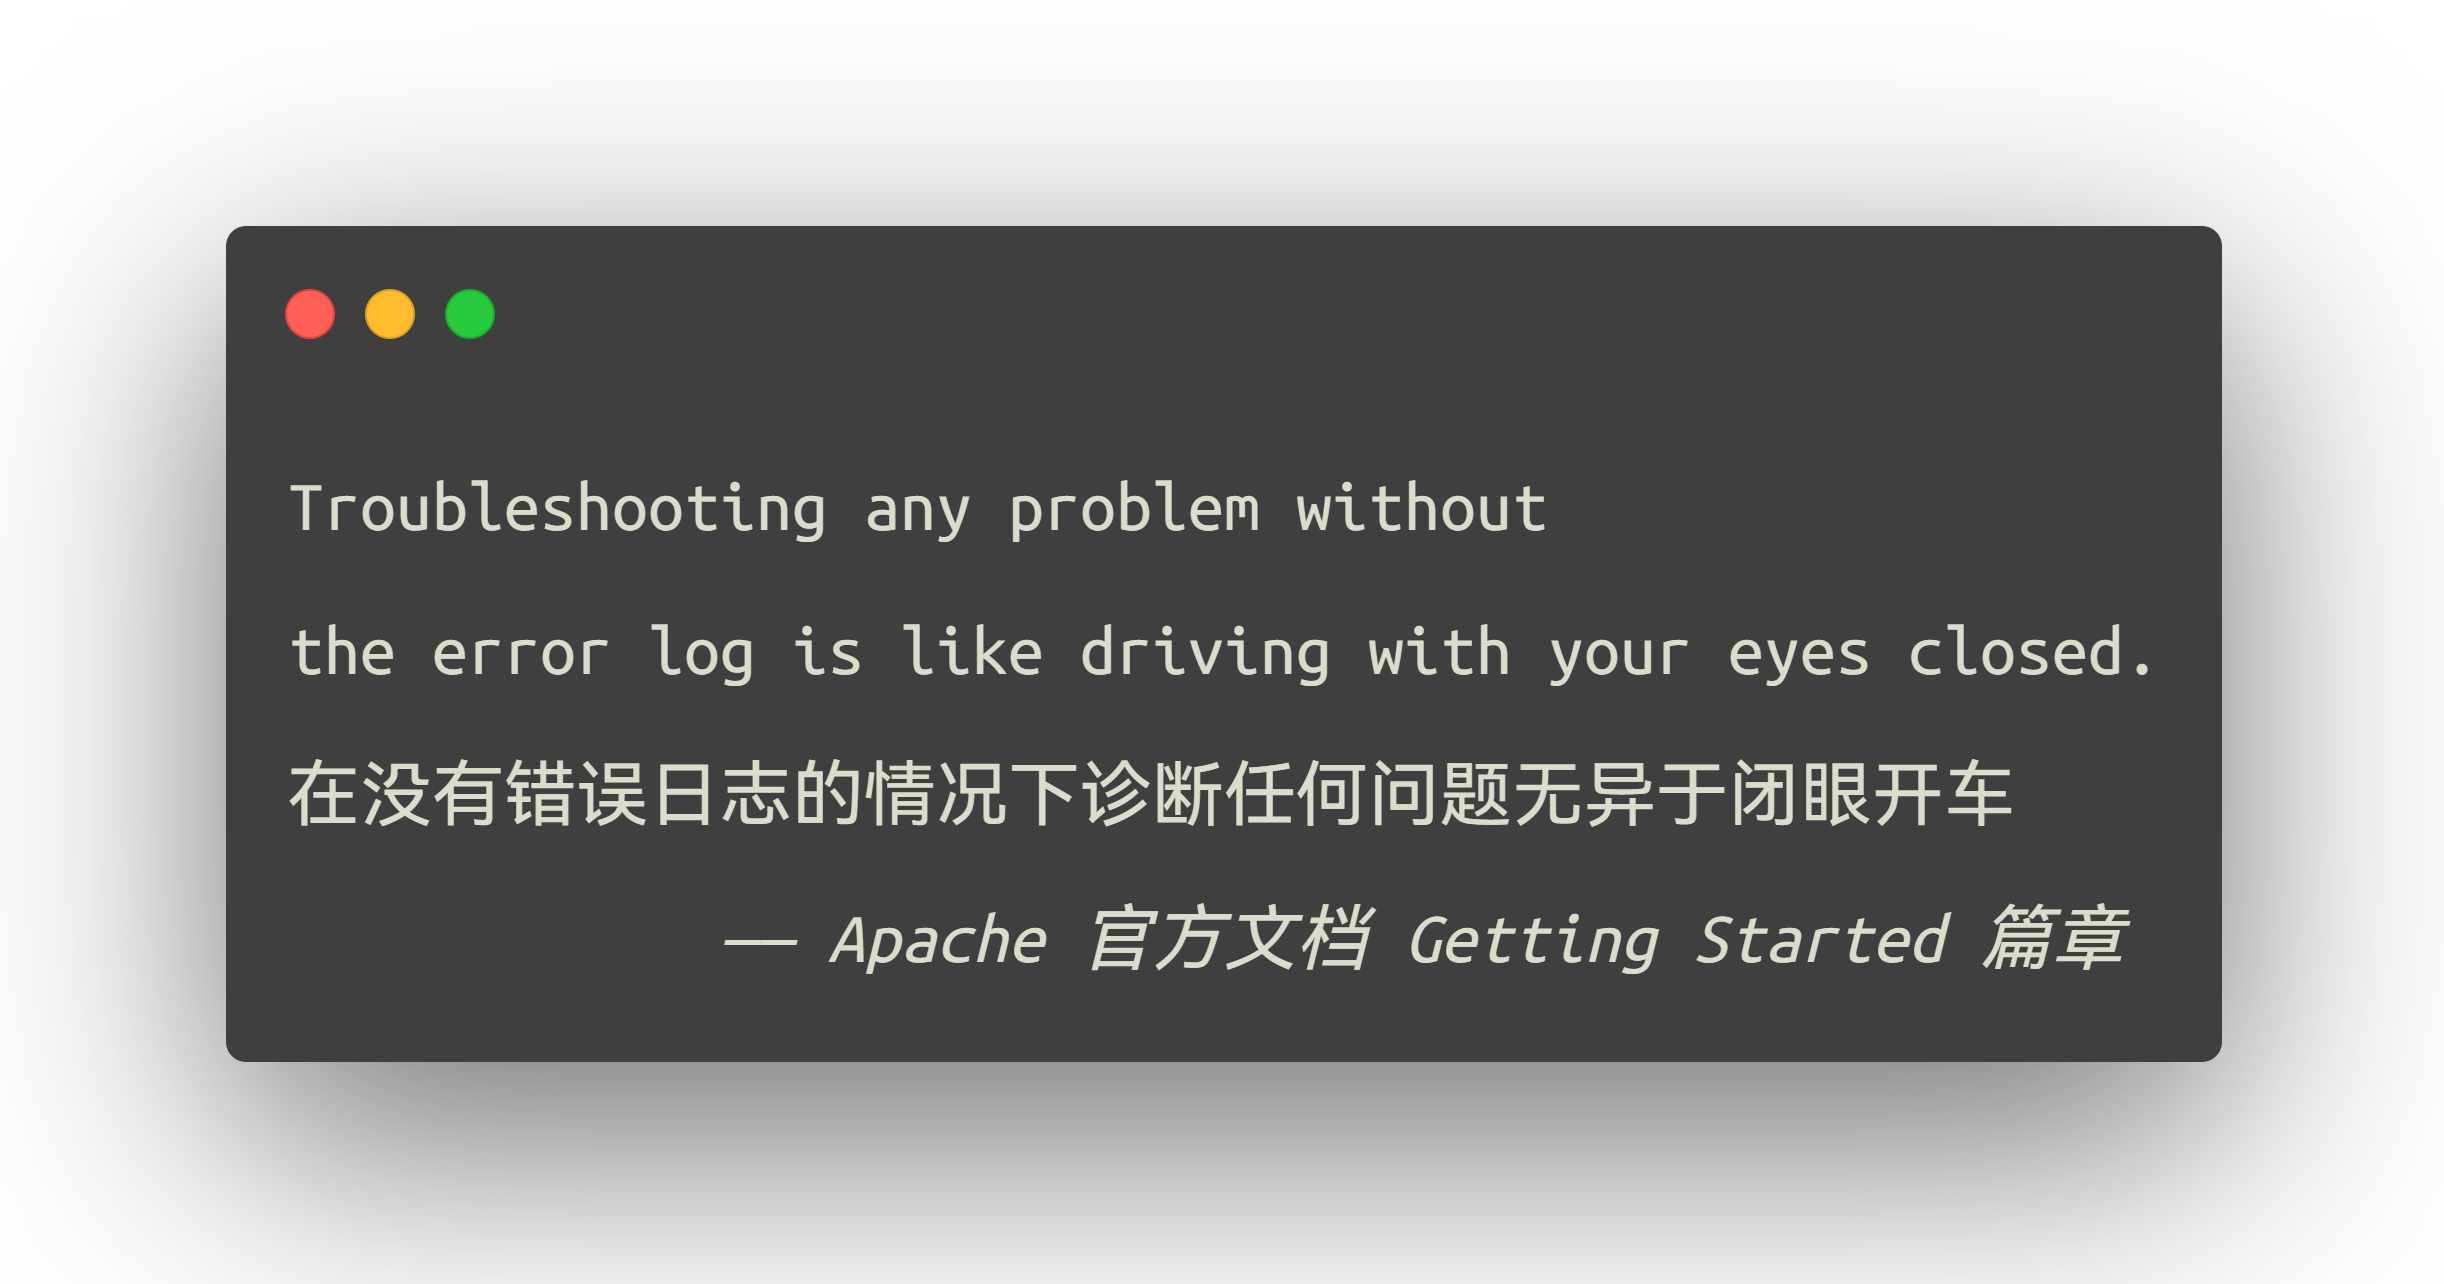 Troubleshooting any problem without
the error log is like driving with your eyes closed.
在没有错误日志的情况下诊断任何问题无异于闭眼开车
—— Apache 官方文档 Getting Started 篇章